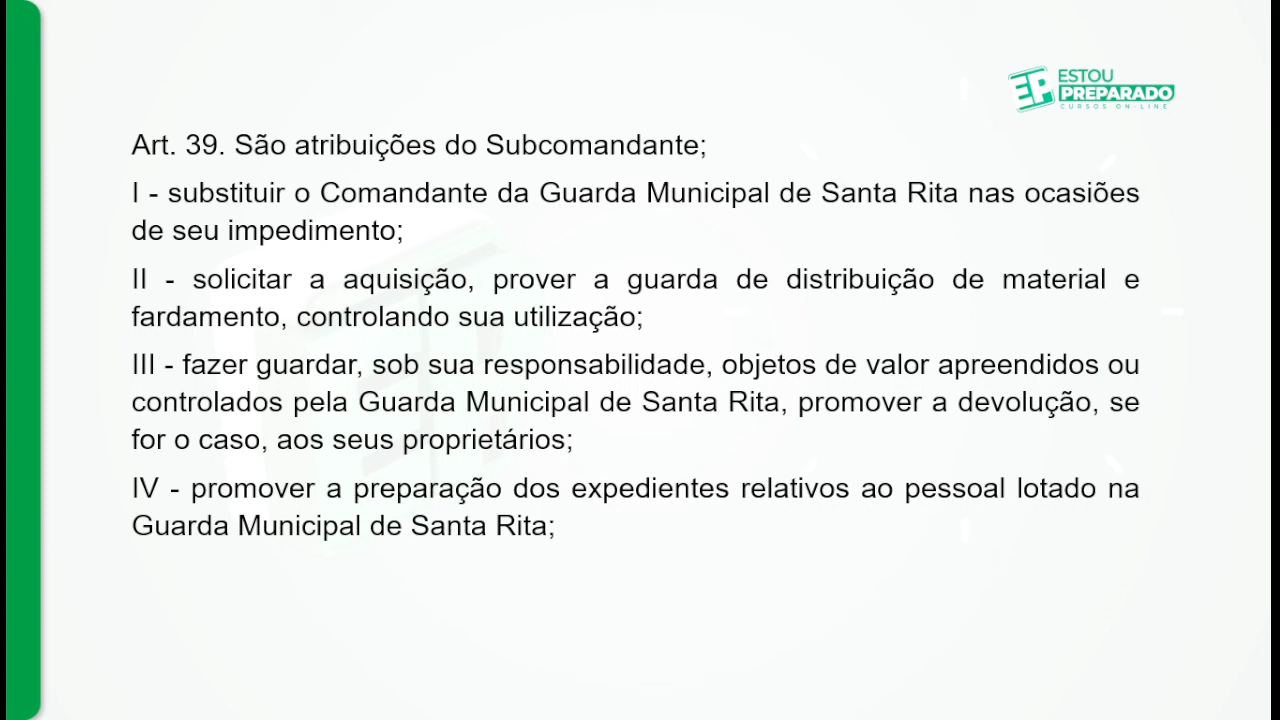 EP ESTOU
PREPARADO
CURSOS ON-LINE
Art. 39. São atribuições do Subcomandante;
I - substituir o Comandante da Guarda Municipal de Santa Rita nas ocasiões
de seu impedimento;
II - solicitar a aquisição, prover a guarda de distribuição de material e
fardamento, controlando sua utilização;
III - fazer guardar, sob sua responsabilidade, objetos de valor apreendidos ou
controlados pela Guarda Municipal de Santa Rita, promover a devolução, se
for o caso, aos seus proprietários;
IV - promover a preparação dos expedientes relativos ao pessoal lotado na
Guarda Municipal de Santa Rita;